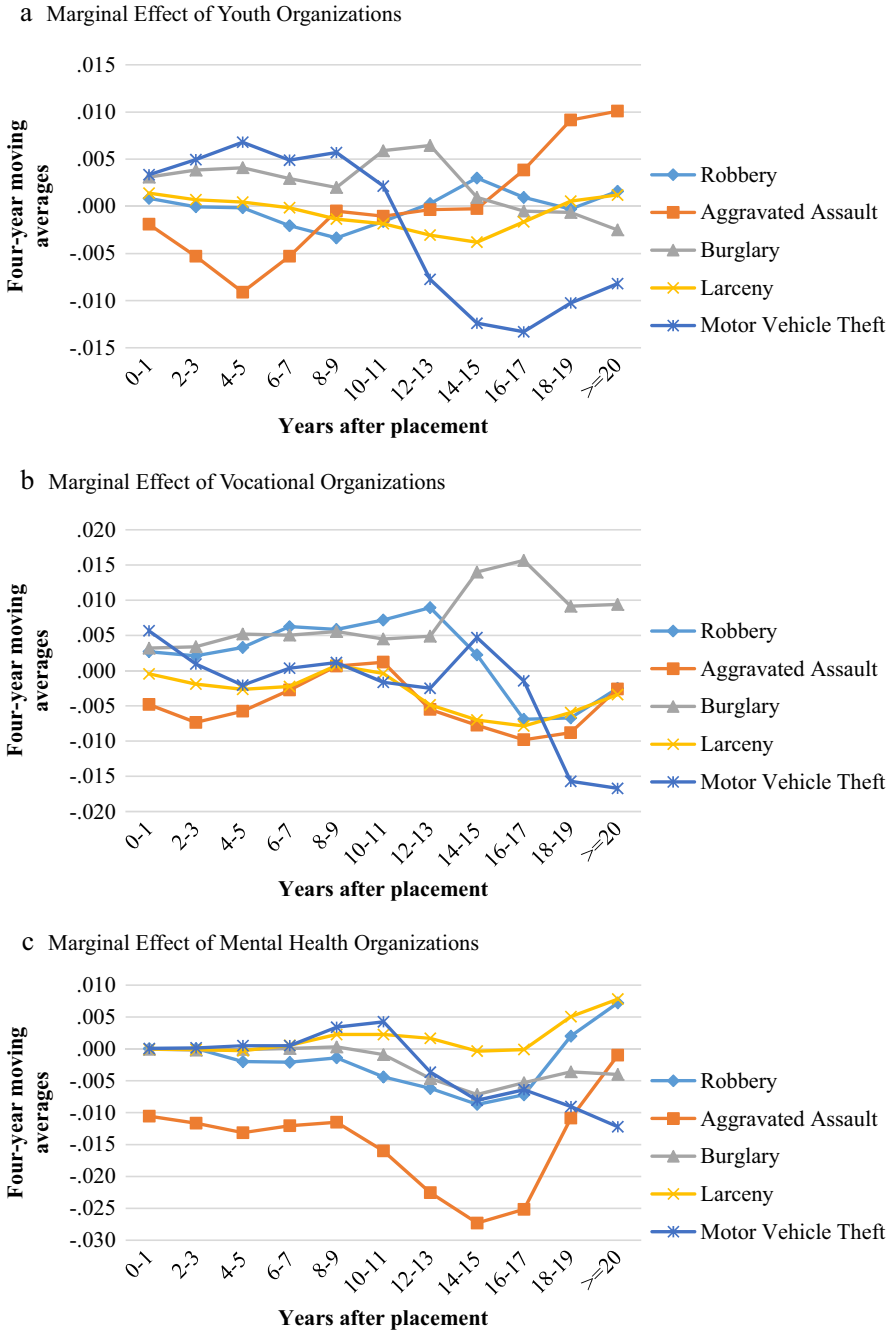 a Marginal Effect of Youth Organizations
.015
.010
.005
.000
-.005
-.010
-.015
Four-year moving
averages
0-1
2-3
4-5
6-7
8-9
10-11
12-13
14-15
16-17
18-19
>=20
Years after placement
Robbery
Aggravated Assault
Burglary
Larceny
Motor Vehicle Theft
b Marginal Effect of Vocational Organizations
.020
.015
.010
.005
.000
-.005
-.010
-.015
-.020
Four-year moving
averages
0-1
2-3
4-5
6-7
8-9
10-11
12-13
14-15
16-17
18-19
>=20
Years after placement
Robbery
Aggravated Assault
Burglary
Larceny
Motor Vehicle Theft
c Marginal Effect of Mental Health Organizations
.010
.005
.000
-.005
-.010
-.015
-.020
-.025
-.030
Four-year moving
averages
0-1
2-3
4-5
6-7
8-9
10-11
12-13
14-15
16-17
18-19
>=20
Years after placement
Robbery
Aggravated Assault
Burglary
Larceny
Motor Vehicle Theft